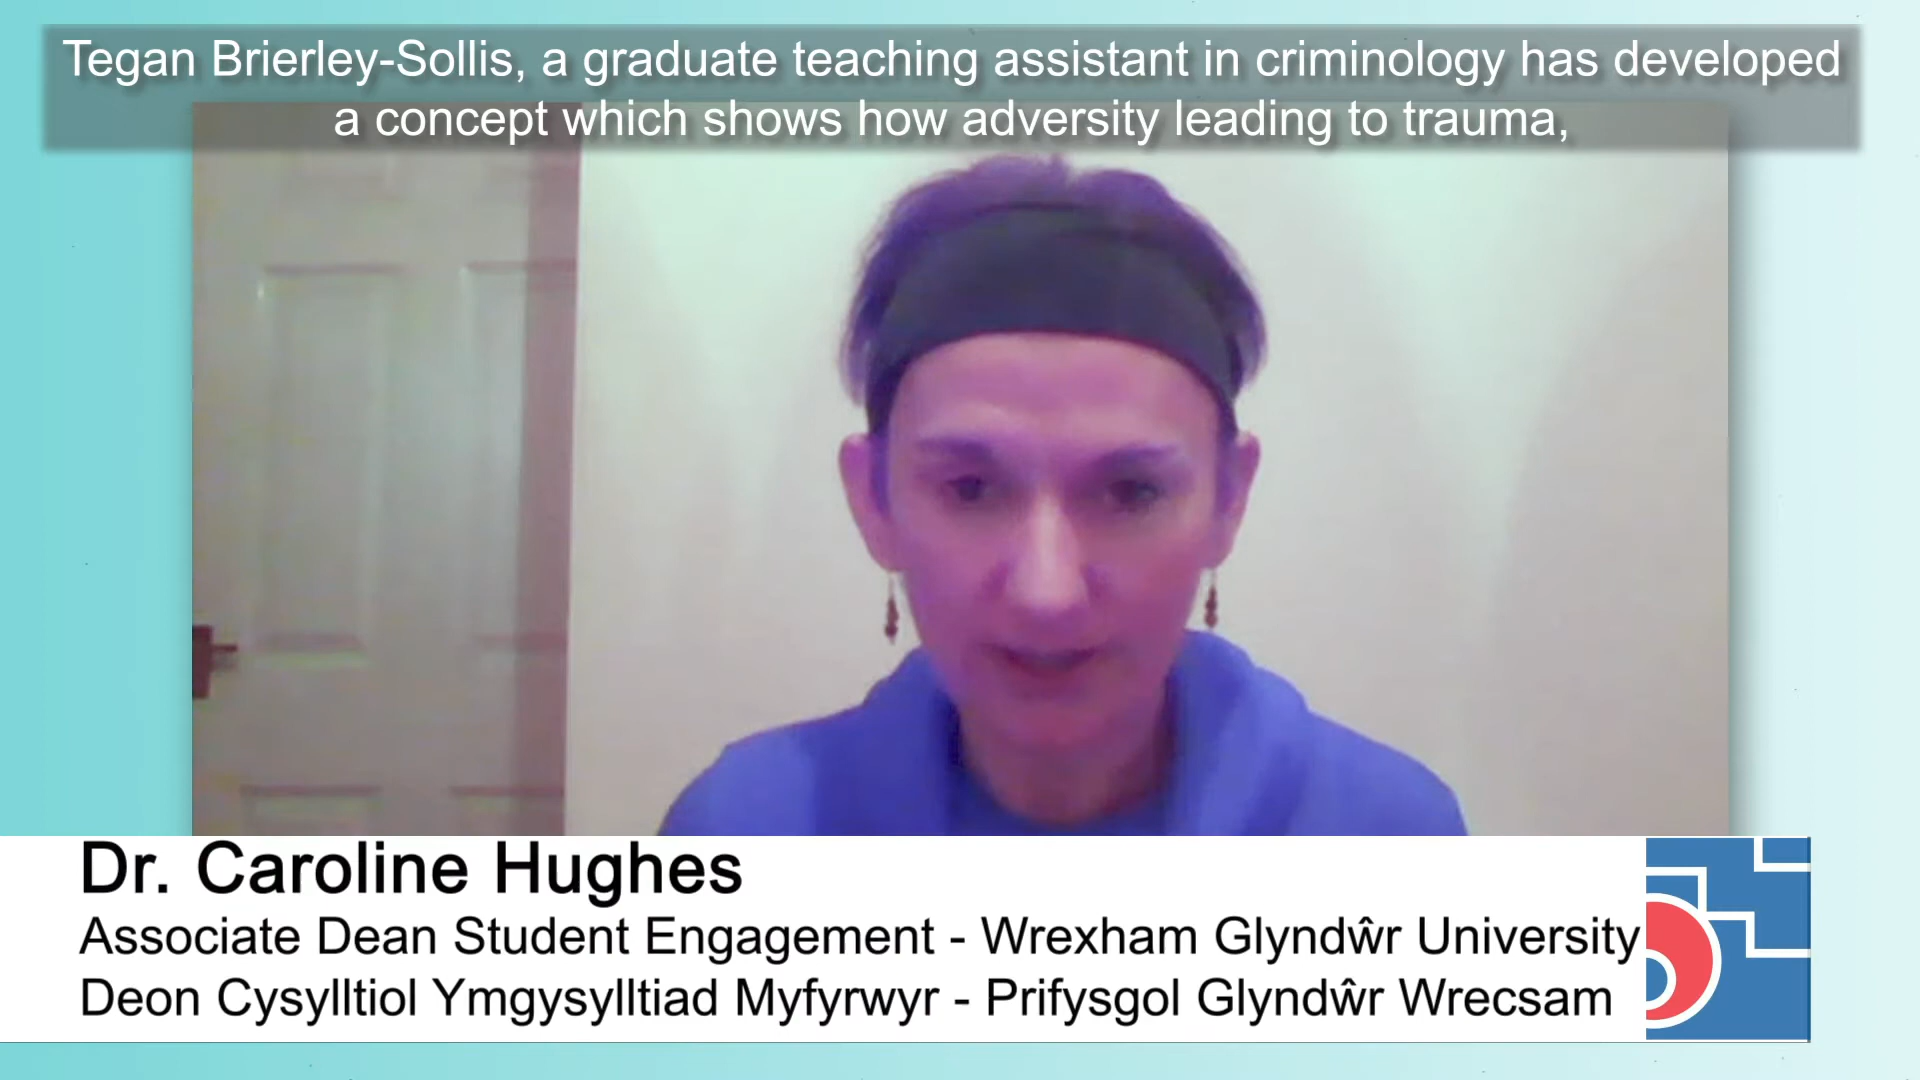 Tegan Brierley-Sollis, a graduate teaching assistant in criminology has developed
a concept which shows how adversity leading to trauma,
Dr. Caroline Hughes
Associate Dean Student Engagement - Wrexham Glyndŵr University
Deon Cysylltiol Ymgysylltiad Myfyrwyr - Prifysgol Glyndŵr Wrecsam